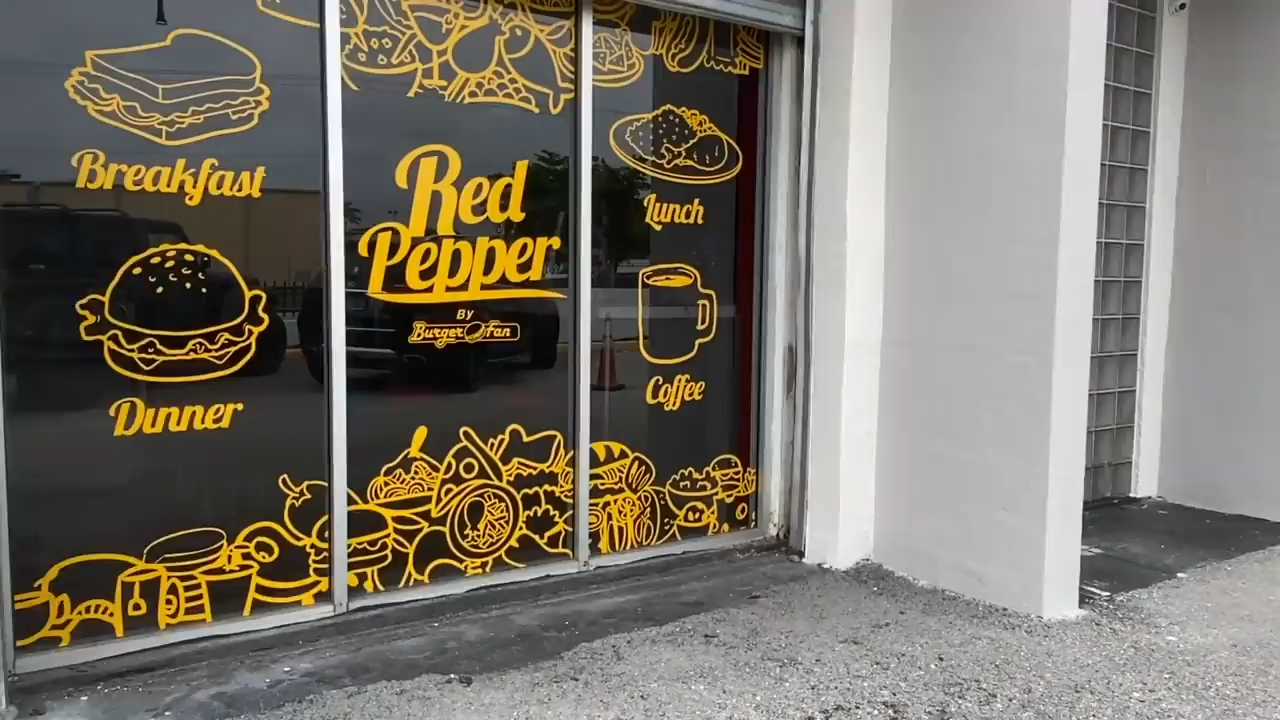 Breakfast
Dinner
Red
Pepper
By
Burger Fan
Lunch
Coffee